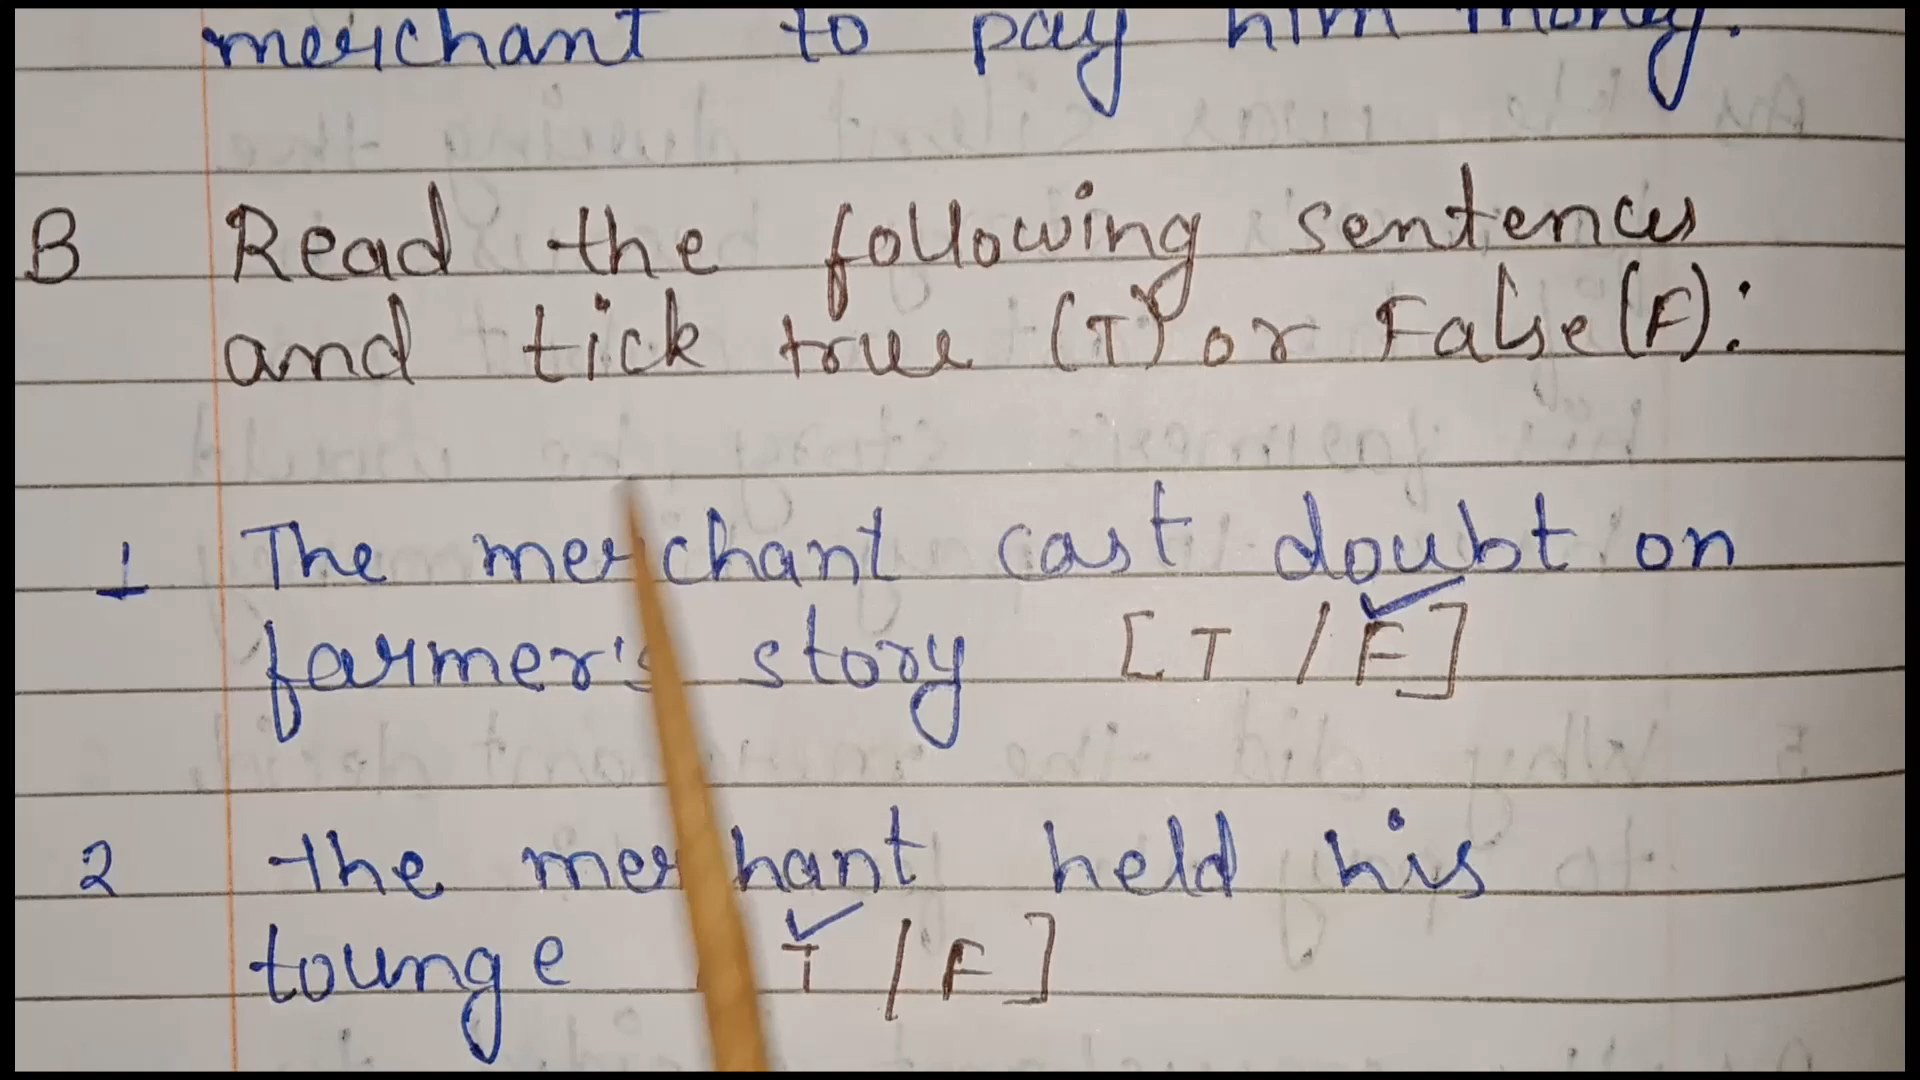 merchant to pay him money.
B Read the following sentences
and tick true (T) or False (F):
1 The merchant cast doubt on
farmer's story [T / F]
2 the merchant held his
tounge T / F]